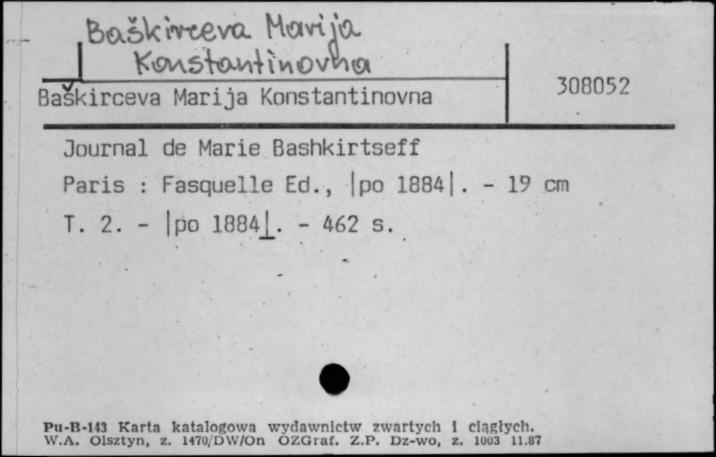 Baškirceva Marija
Konstantinovna
Baškirceva Marija Konstantinovna
308052
Journal de Marie Bashkirtseff
Paris : Fasquelle Ed., |po 1884|. - 19 cm
T. 2. - |po 1884|. - 462 s.
Pu-B-143 Karta katalogowa wydawnictw zwartych i ciągłych.
W.A. Olsztyn, z. 1470/DW/On OZGraf. Z.P. Dz-wo, z. 1003 11.87